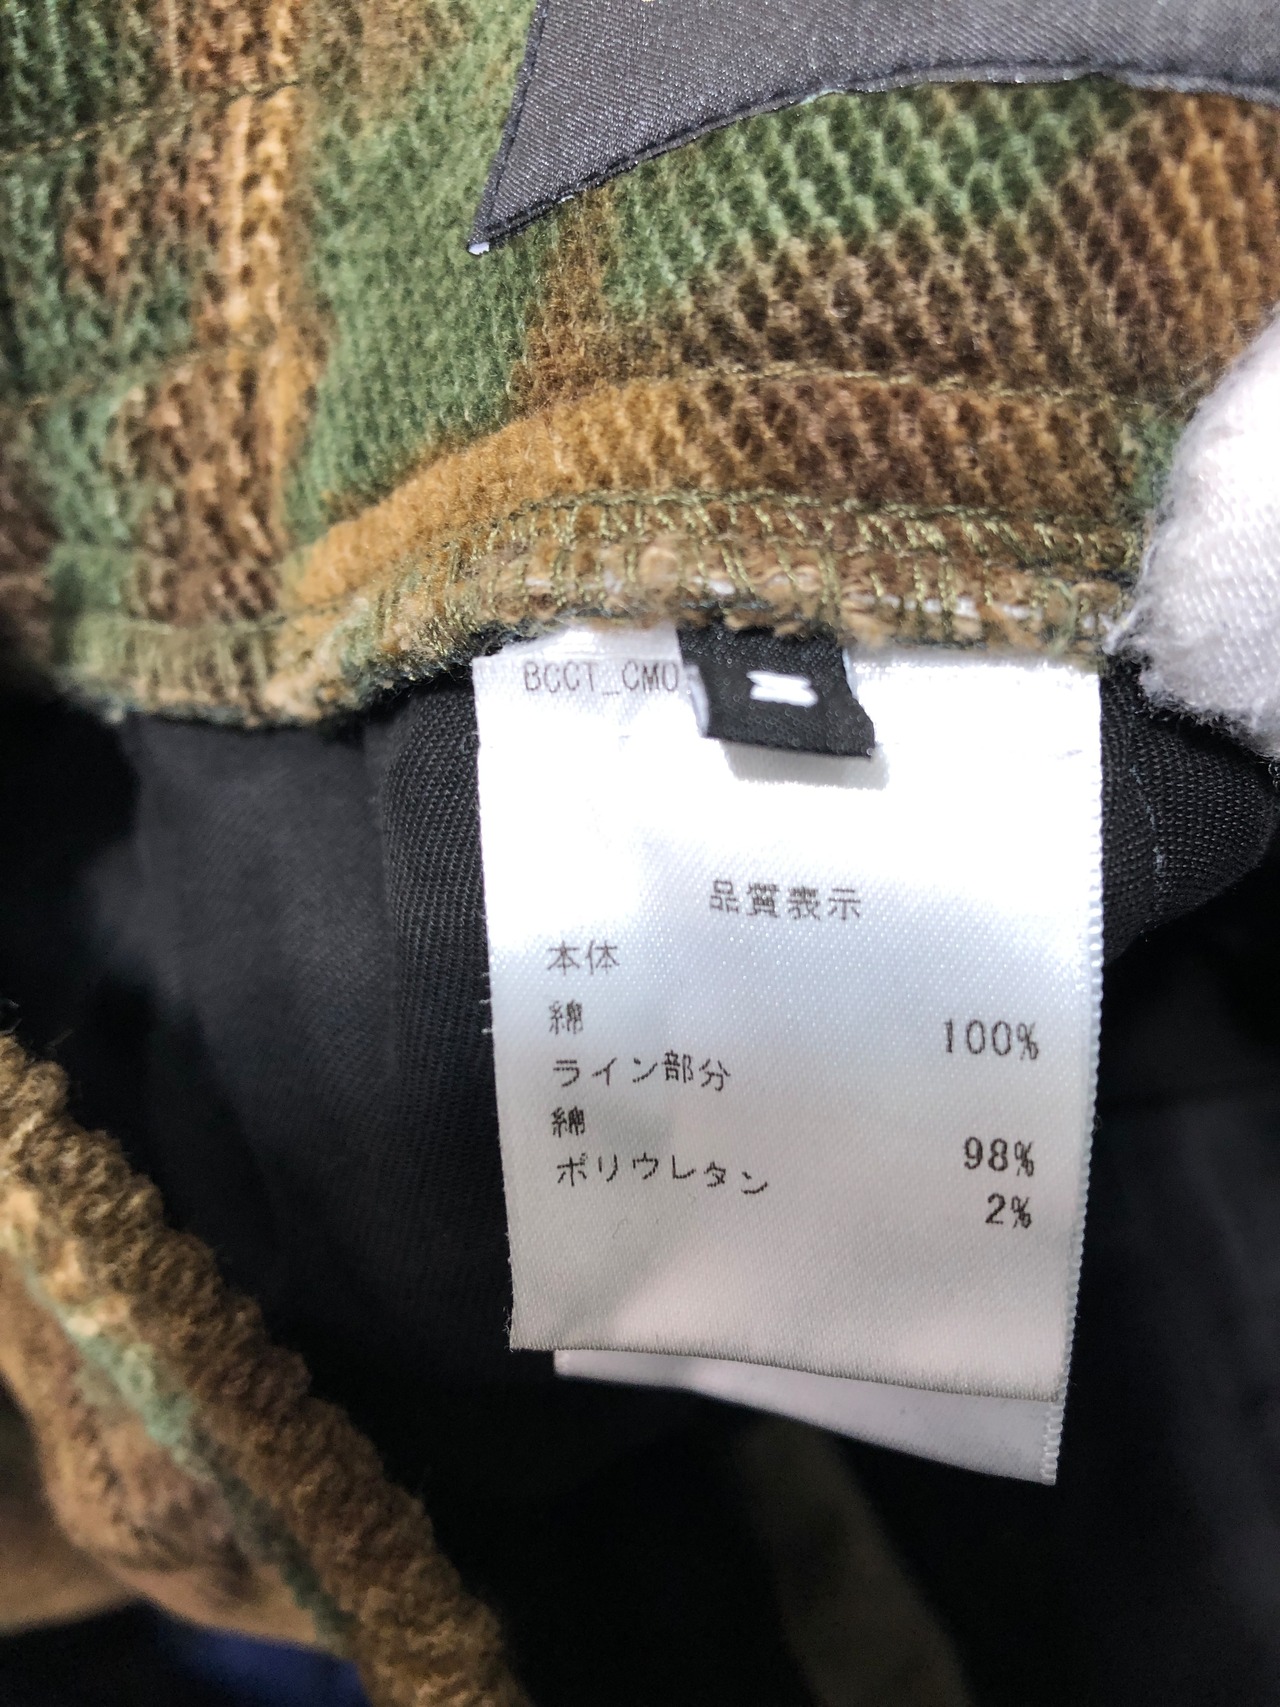 BCCT_CMO
M
品質表示
本体
綿 100%
ライン部分
綿 98%
ポリウレタン 2%